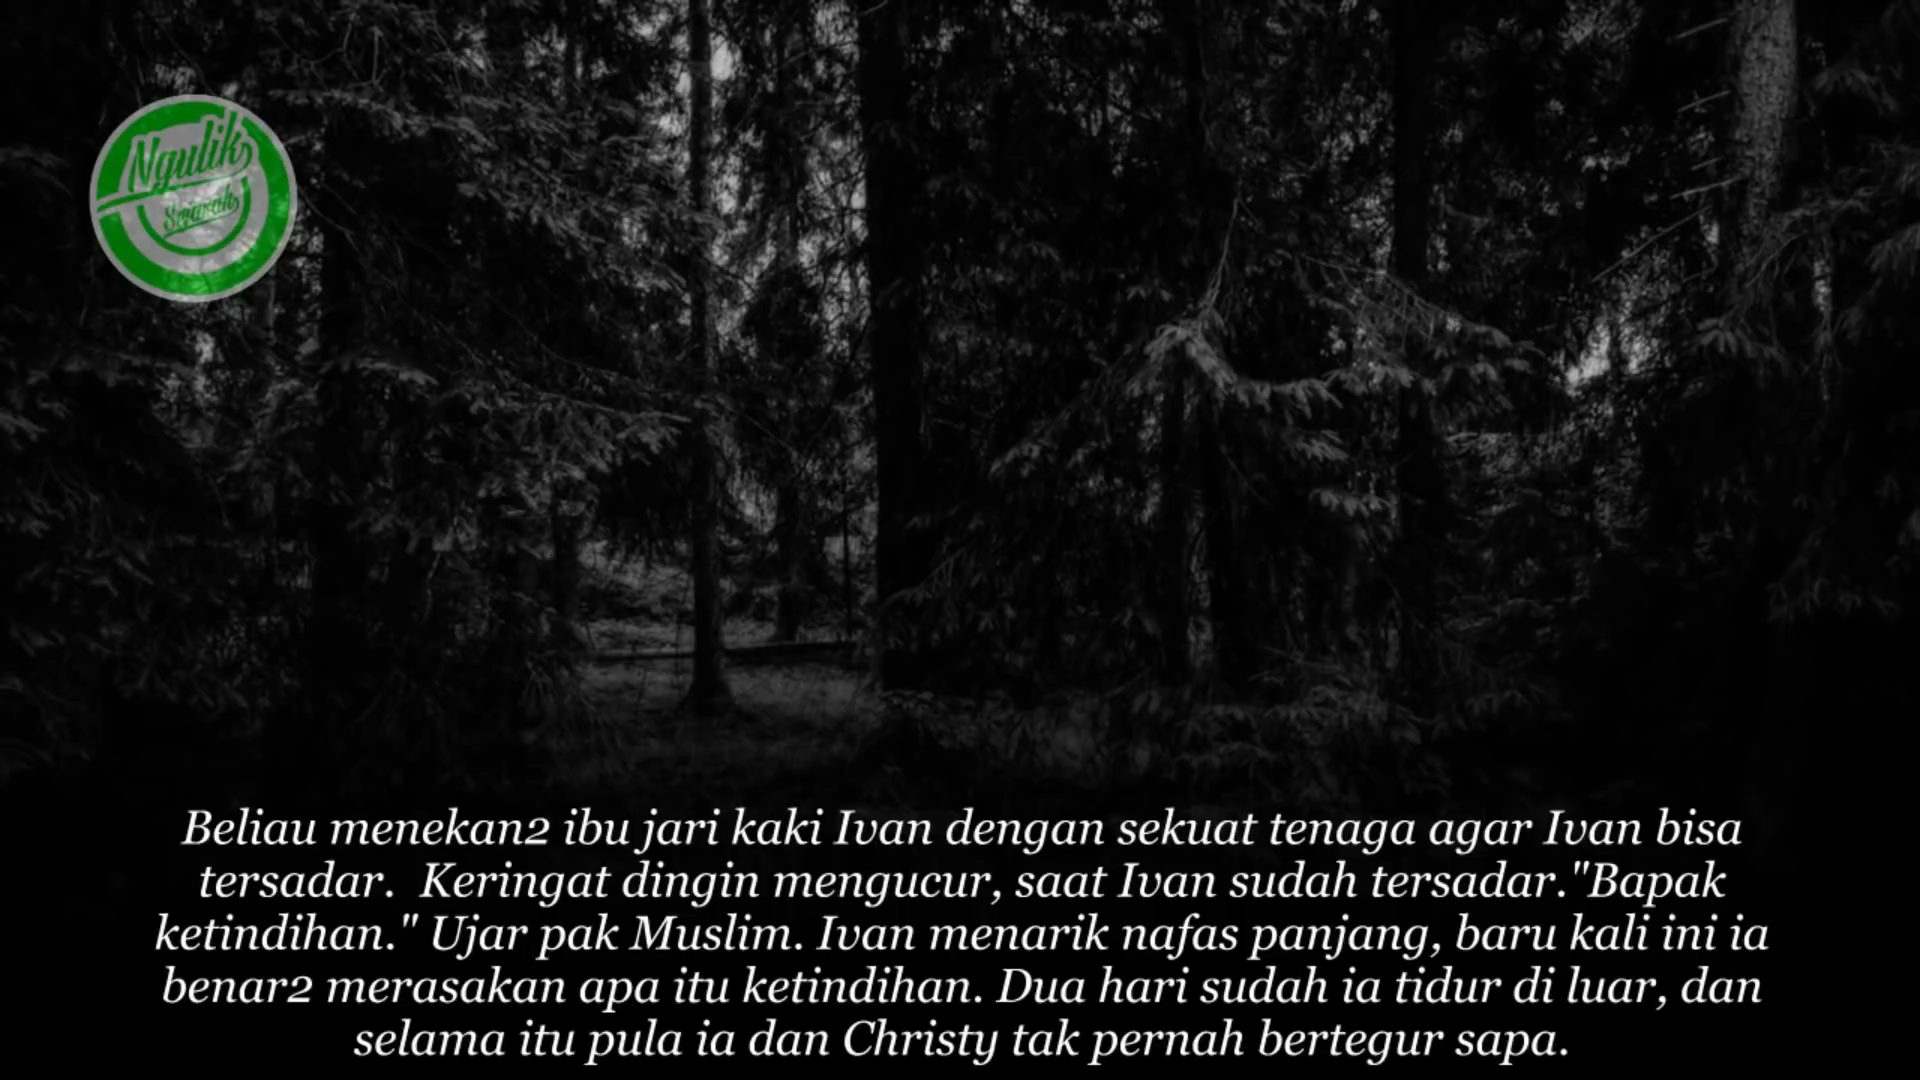 Ngulik
Sejarah
Beliau menekan2 ibu jari kaki Ivan dengan sekuat tenaga agar Ivan bisa
tersadar.  Keringat dingin mengucur, saat Ivan sudah tersadar."Bapak
ketindihan." Ujar pak Muslim. Ivan menarik nafas panjang, baru kali ini ia
benar2 merasakan apa itu ketindihan. Dua hari sudah ia tidur di luar, dan
selama itu pula ia dan Christy tak pernah bertegur sapa.